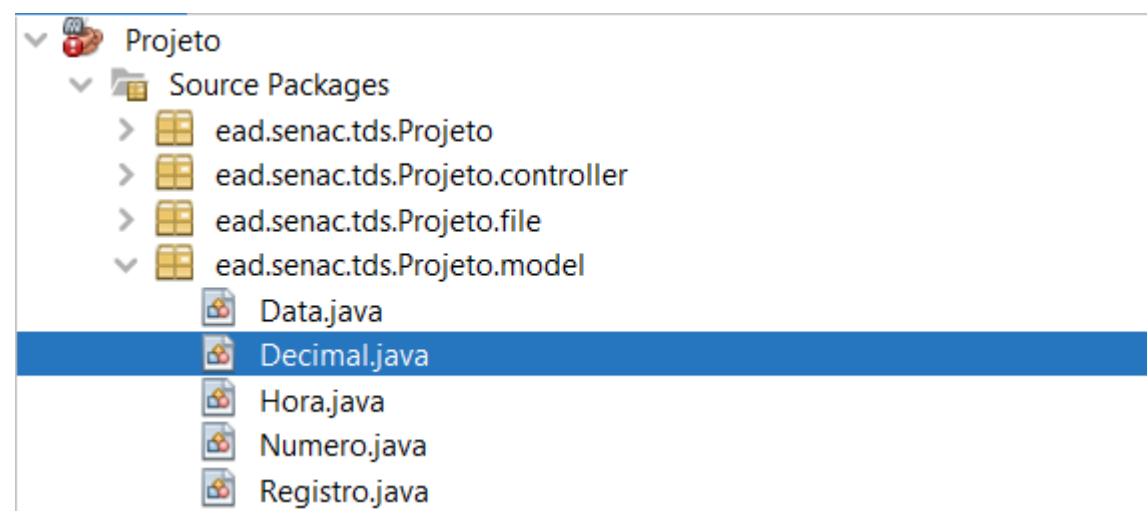 Projeto
Source Packages
ead.senac.tds.Projeto
ead.senac.tds.Projeto.controller
ead.senac.tds.Projeto.file
ead.senac.tds.Projeto.model
Data.java
Decimal.java
Hora.java
Numero.java
Registro.java